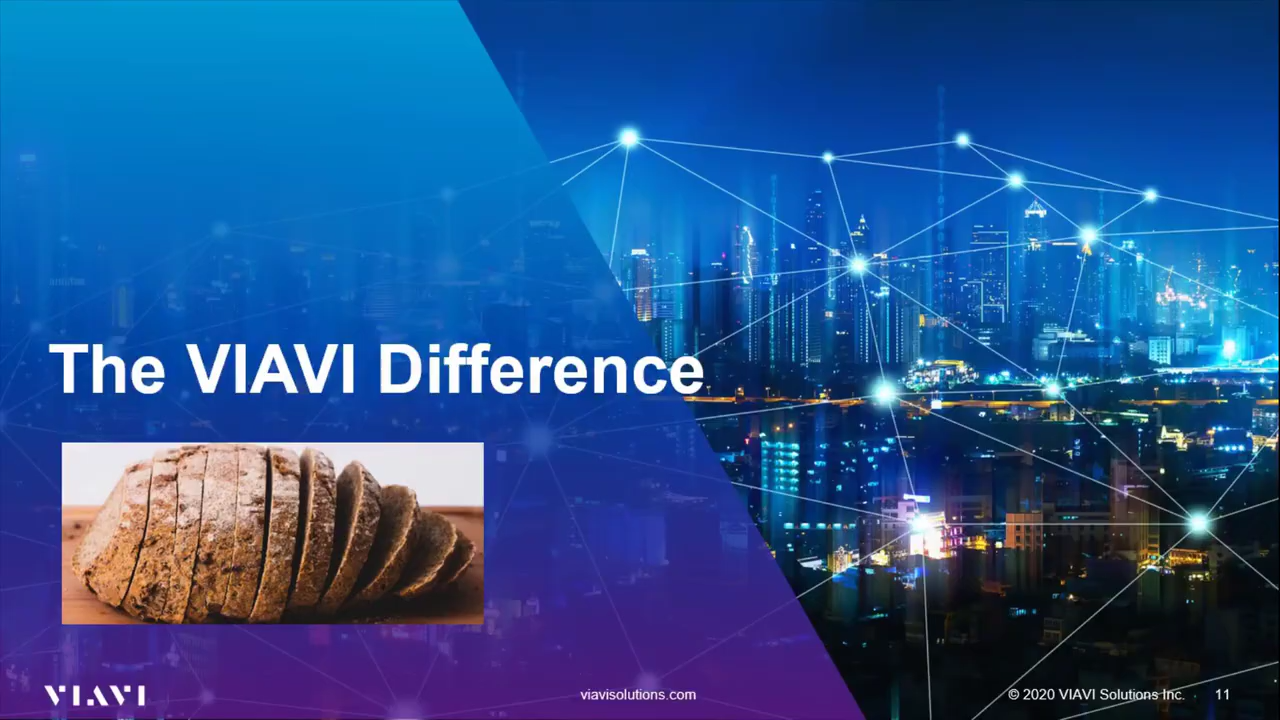 The VIAVI Difference
VIAVI
viavisolutions.com
© 2020 VIAVI Solutions Inc.
11